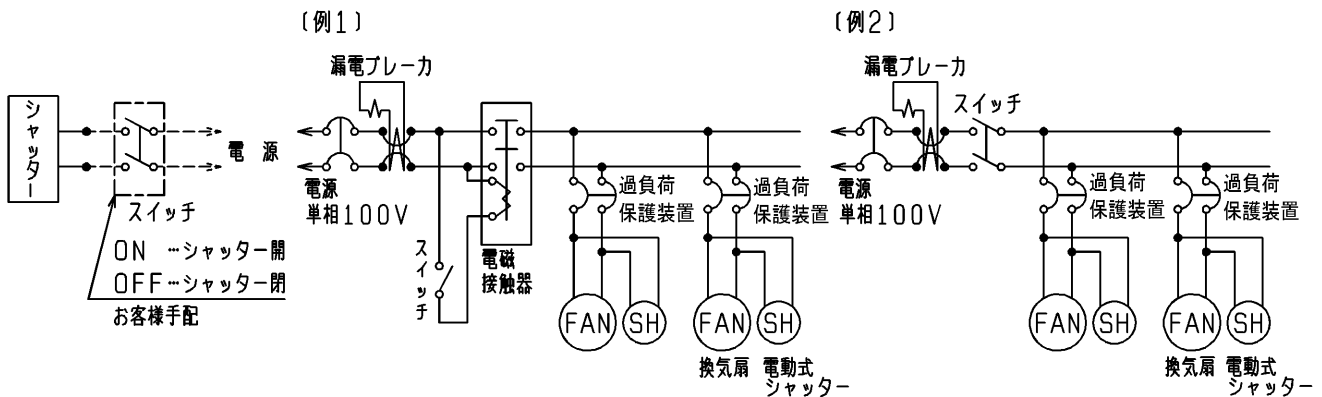 シャッター
電源
スイッチ
ON …シャッター開
OFF…シャッター閉
お客様手配
〔例1〕
漏電ブレーカ
電源
単相100V
スイッチ
電磁
接触器
過負荷
保護装置
過負荷
保護装置
FAN
SH
FAN
SH
換気扇
電動式
シャッター
〔例2〕
漏電ブレーカ
スイッチ
電源
単相100V
過負荷
保護装置
過負荷
保護装置
FAN
SH
FAN
SH
換気扇
電動式
シャッター